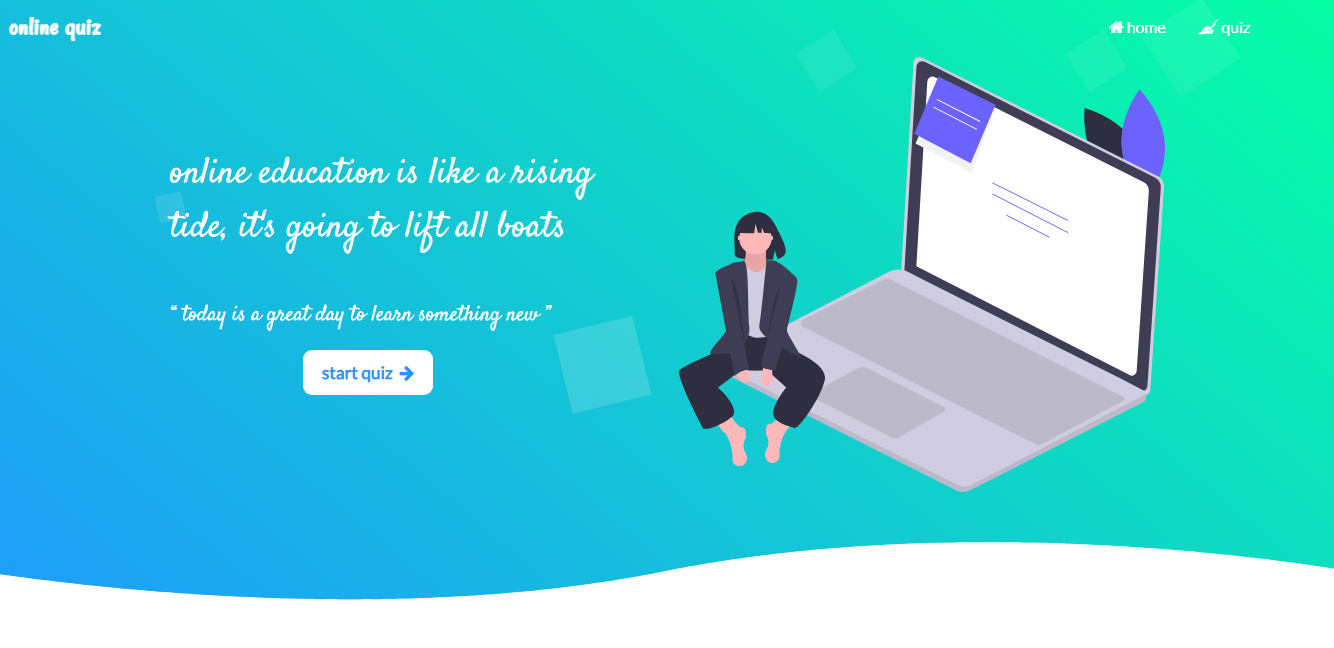 online quiz
home
quiz
online education is like a rising
tide, it's going to lift all boats
“ today is a great day to learn something new ”
start quiz